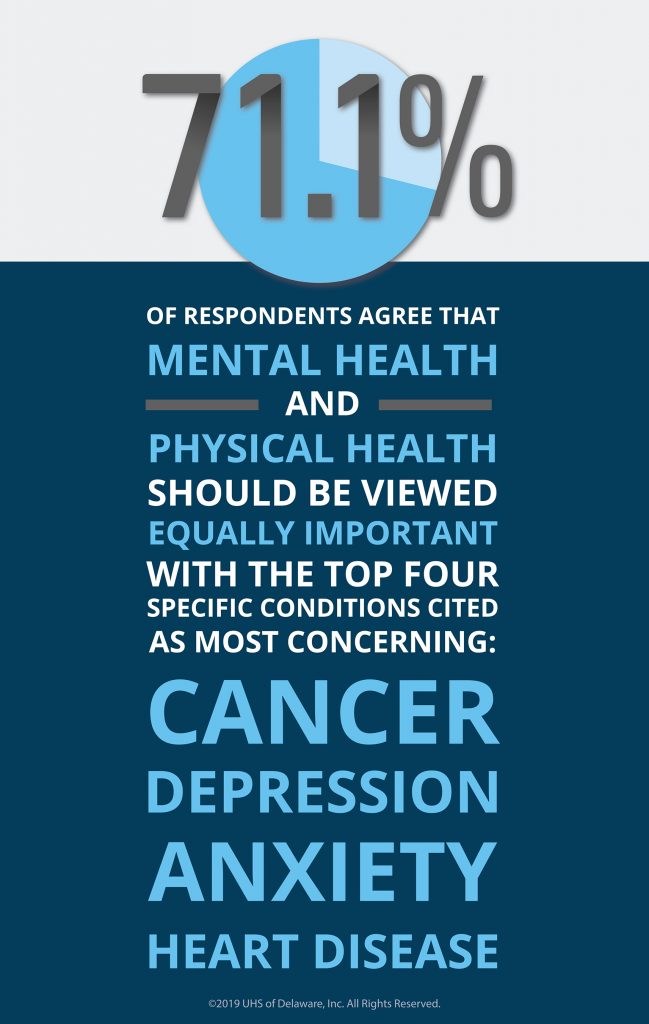 71.1%
OF RESPONDENTS AGREE THAT
MENTAL HEALTH
AND
PHYSICAL HEALTH
SHOULD BE VIEWED
EQUALLY IMPORTANT
WITH THE TOP FOUR
SPECIFIC CONDITIONS CITED
AS MOST CONCERNING:
CANCER
DEPRESSION
ANXIETY
HEART DISEASE
©2019 UHS of Delaware, Inc. All Rights Reserved.